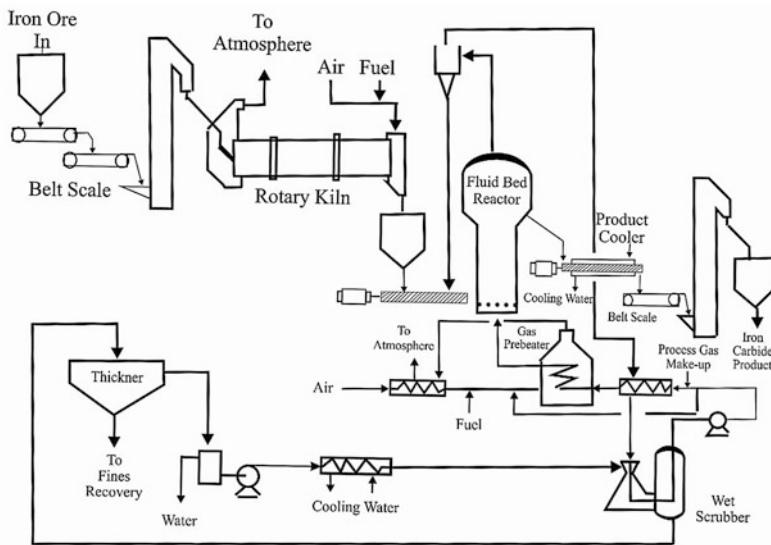 Iron Ore
In
To
Atmosphere
Air
Fuel
Belt Scale
Rotary Kiln
Fluid Bed
Reactor
Product
Cooler
Cooling Water
Belt Scale
Iron
Carbide
Product
To
Atmosphere
Gas
Prebeater
Process Gas
Make-up
Air
Fuel
Thickner
To
Fines
Recovery
Water
Cooling Water
Wet
Scrubber